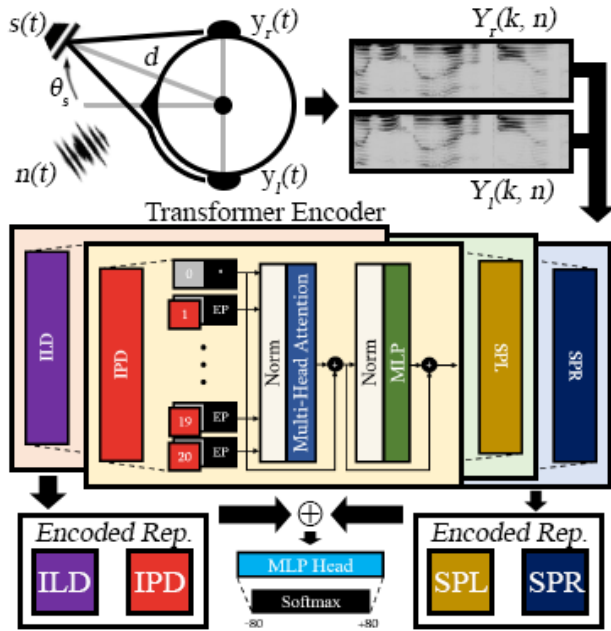 s(t)
y_r(t)
d
θ_s
n(t)
y_l(t)
Y_r(k, n)
Y_l(k, n)
Transformer Encoder
ILD
IPD
0 *
1 EP
19 EP
20 EP
Norm
Multi-Head Attention
+
Norm
MLP
+
SPL
SPR
Encoded Rep.
ILD IPD
⊕
MLP Head
Softmax
-80 +80
Encoded Rep.
SPL SPR